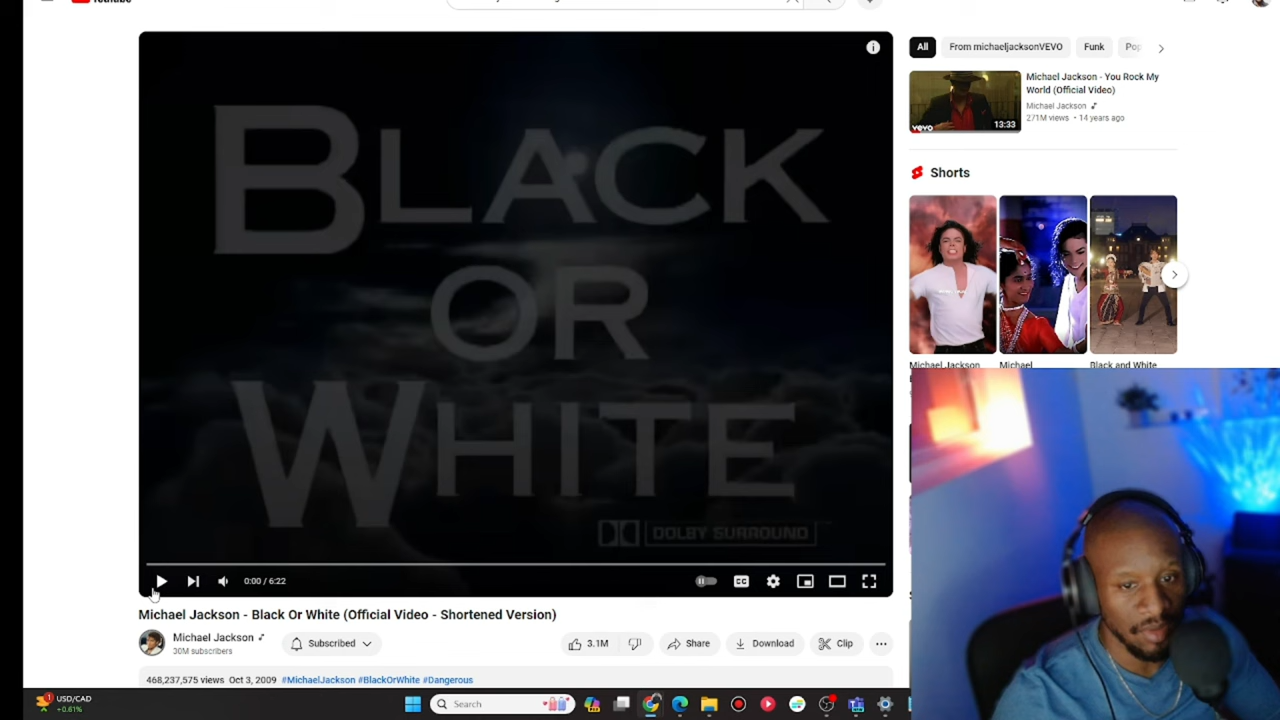 BLACK
OR
WHITE
DOLBY SURROUND
0:00 / 6:22
CC
Michael Jackson - Black Or White (Official Video - Shortened Version)
Michael Jackson
30M subscribers
Subscribed
3.1M
Share
Download
Clip
468,237,575 views Oct 3, 2009 #MichaelJackson #BlackOrWhite #Dangerous
All
From michaeljacksonVEVO
Funk
Michael Jackson - You Rock My
World (Official Video)
Michael Jackson
271M views • 14 years ago
vevo
13:33
Shorts
Michael Jackson
Michael
Black and White
1
USD/CAD
+0.61%
Search